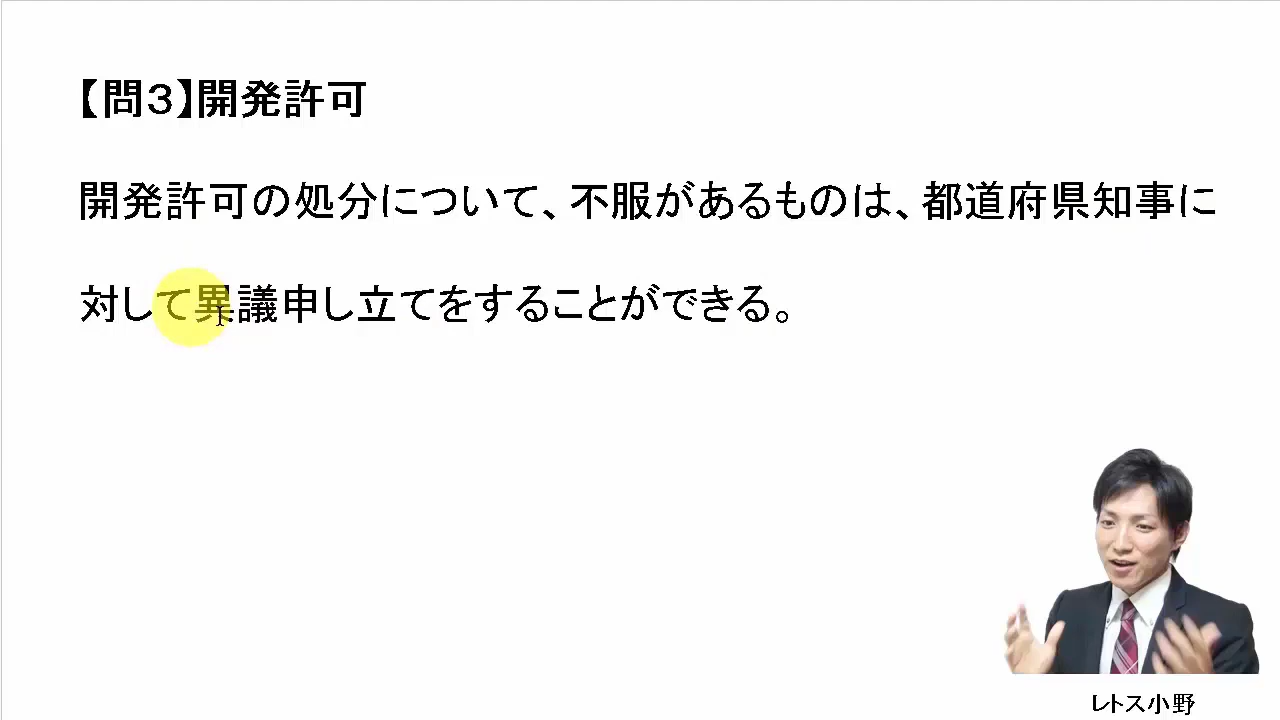 【問３】開発許可
開発許可の処分について、不服があるものは、都道府県知事に
対して異議申し立てをすることができる。
レトス小野